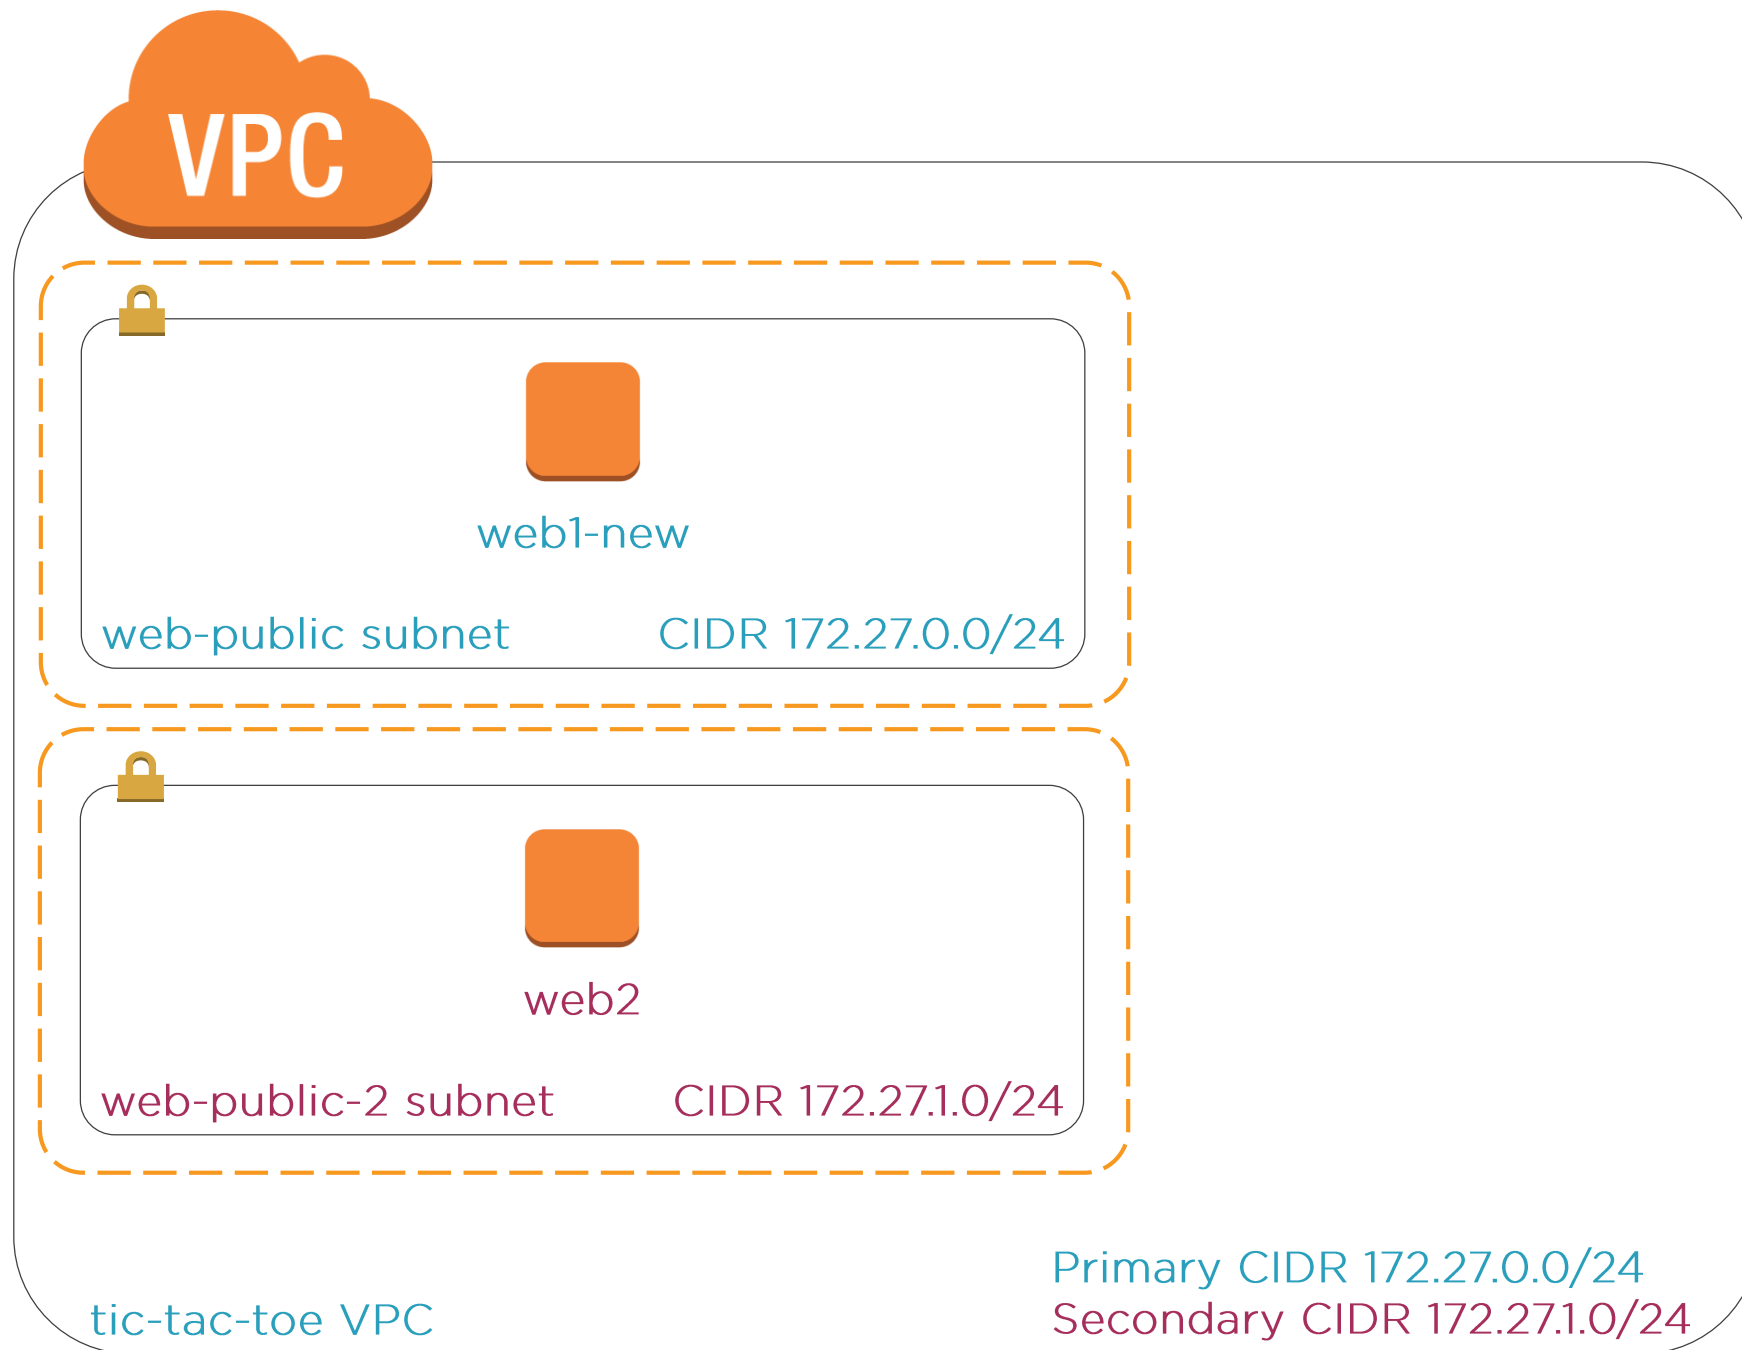 VPC
web1-new
web-public subnet CIDR 172.27.0.0/24
web2
web-public-2 subnet CIDR 172.27.1.0/24
Primary CIDR 172.27.0.0/24
tic-tac-toe VPC Secondary CIDR 172.27.1.0/24